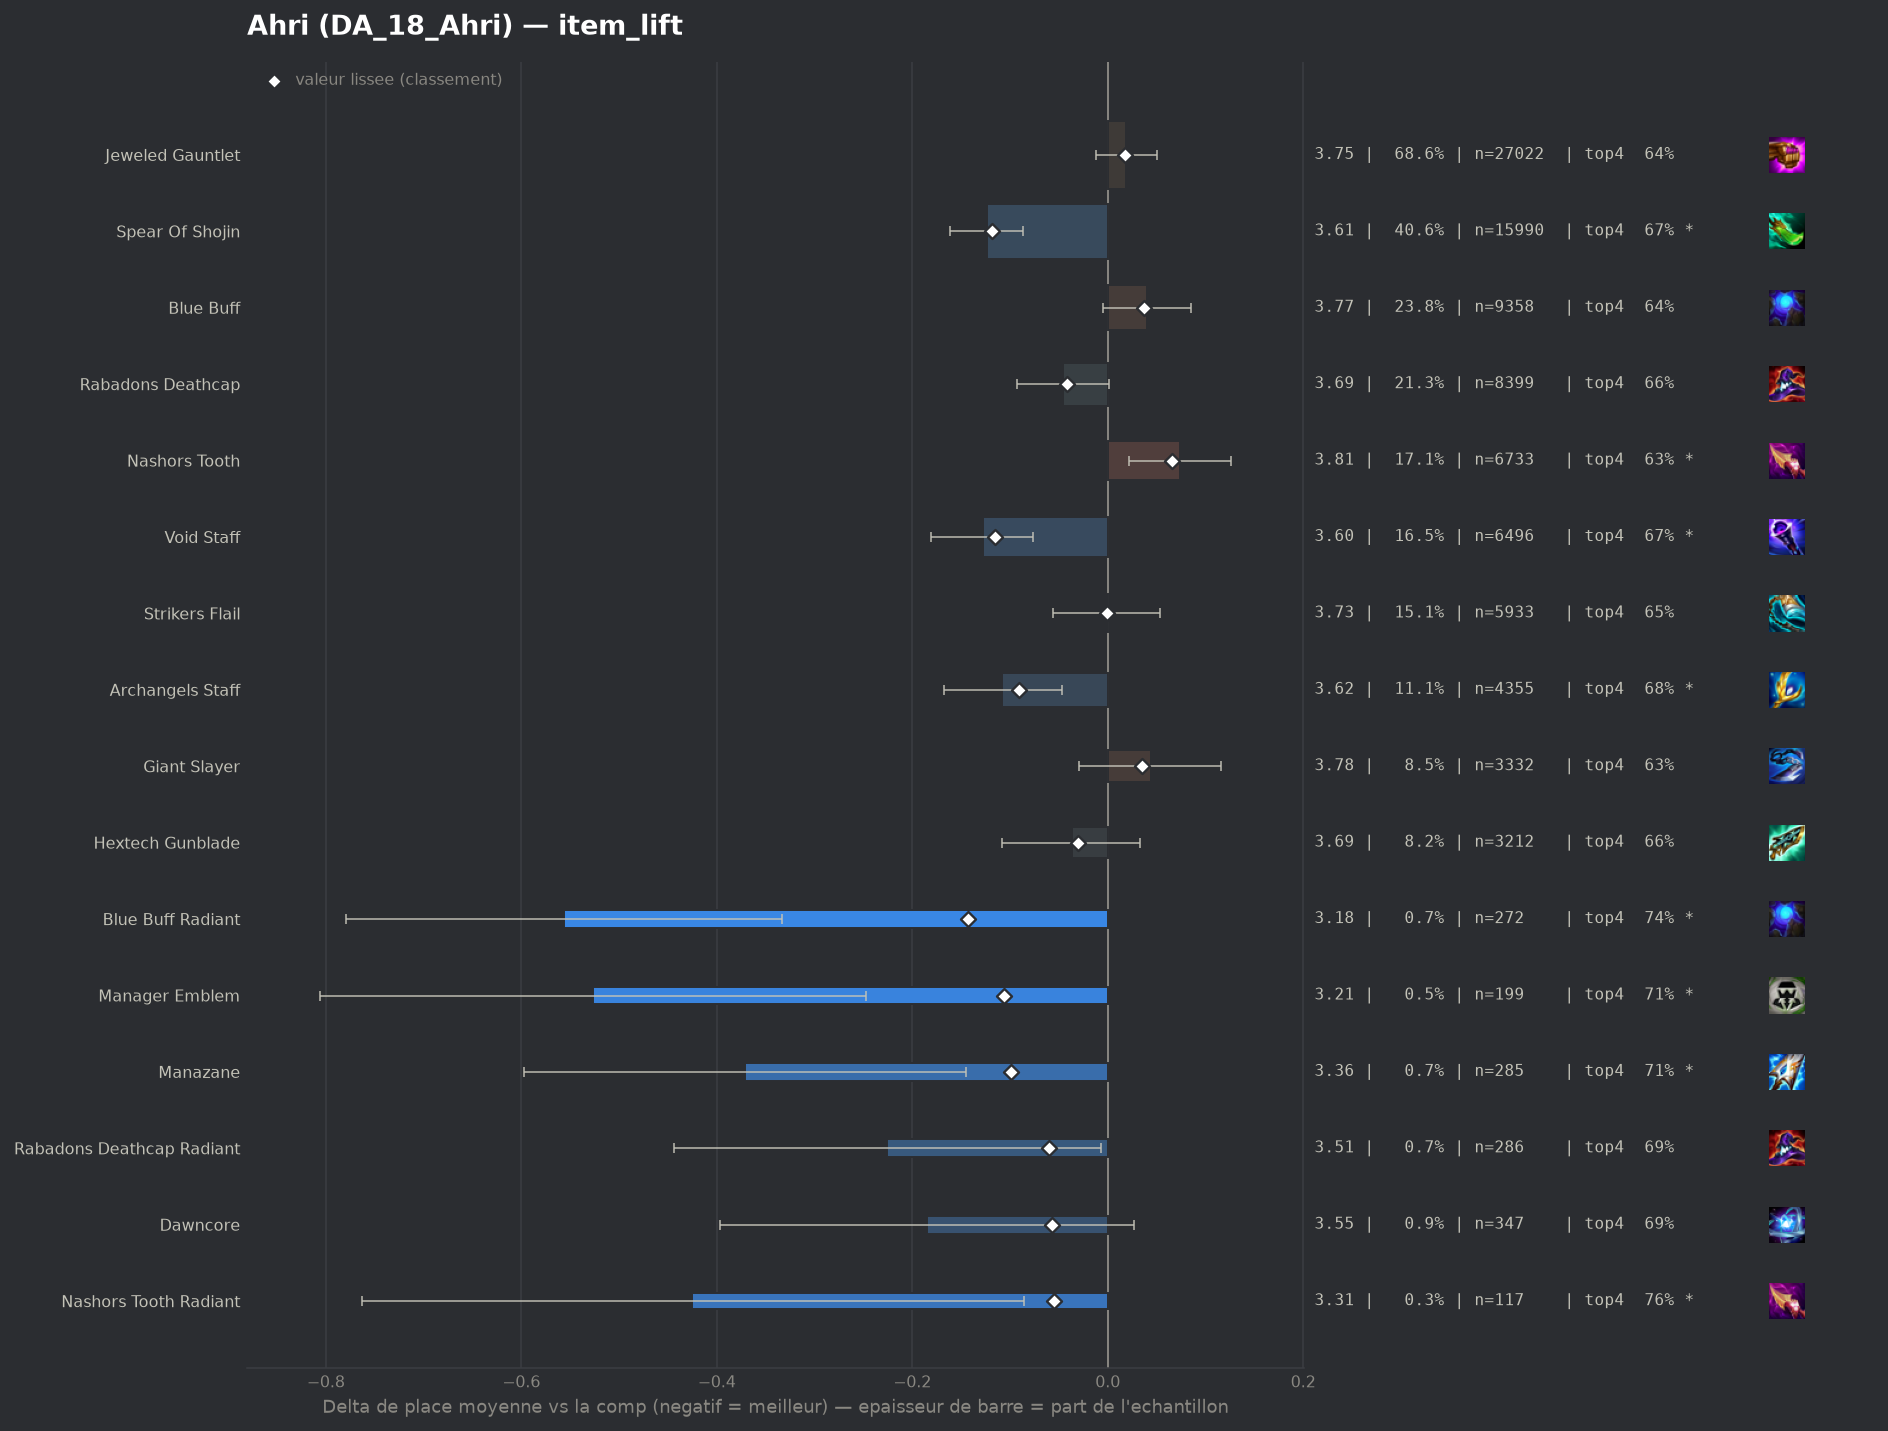 Ahri (DA_18_Ahri) — item_lift
valeur lissee (classement)
Jeweled Gauntlet 3.75 | 68.6% | n=27022 | top4 64%
Spear Of Shojin 3.61 | 40.6% | n=15990 | top4 67% *
Blue Buff 3.77 | 23.8% | n=9358 | top4 64%
Rabadons Deathcap 3.69 | 21.3% | n=8399 | top4 66%
Nashors Tooth 3.81 | 17.1% | n=6733 | top4 63% *
Void Staff 3.60 | 16.5% | n=6496 | top4 67% *
Strikers Flail 3.73 | 15.1% | n=5933 | top4 65%
Archangels Staff 3.62 | 11.1% | n=4355 | top4 68% *
Giant Slayer 3.78 | 8.5% | n=3332 | top4 63%
Hextech Gunblade 3.69 | 8.2% | n=3212 | top4 66%
Blue Buff Radiant 3.18 | 0.7% | n=272 | top4 74% *
Manager Emblem 3.21 | 0.5% | n=199 | top4 71% *
Manazane 3.36 | 0.7% | n=285 | top4 71% *
Rabadons Deathcap Radiant 3.51 | 0.7% | n=286 | top4 69%
Dawncore 3.55 | 0.9% | n=347 | top4 69%
Nashors Tooth Radiant 3.31 | 0.3% | n=117 | top4 76% *
−0.8 −0.6 −0.4 −0.2 0.0 0.2
Delta de place moyenne vs la comp (negatif = meilleur) — epaisseur de barre = part de l'echantillon